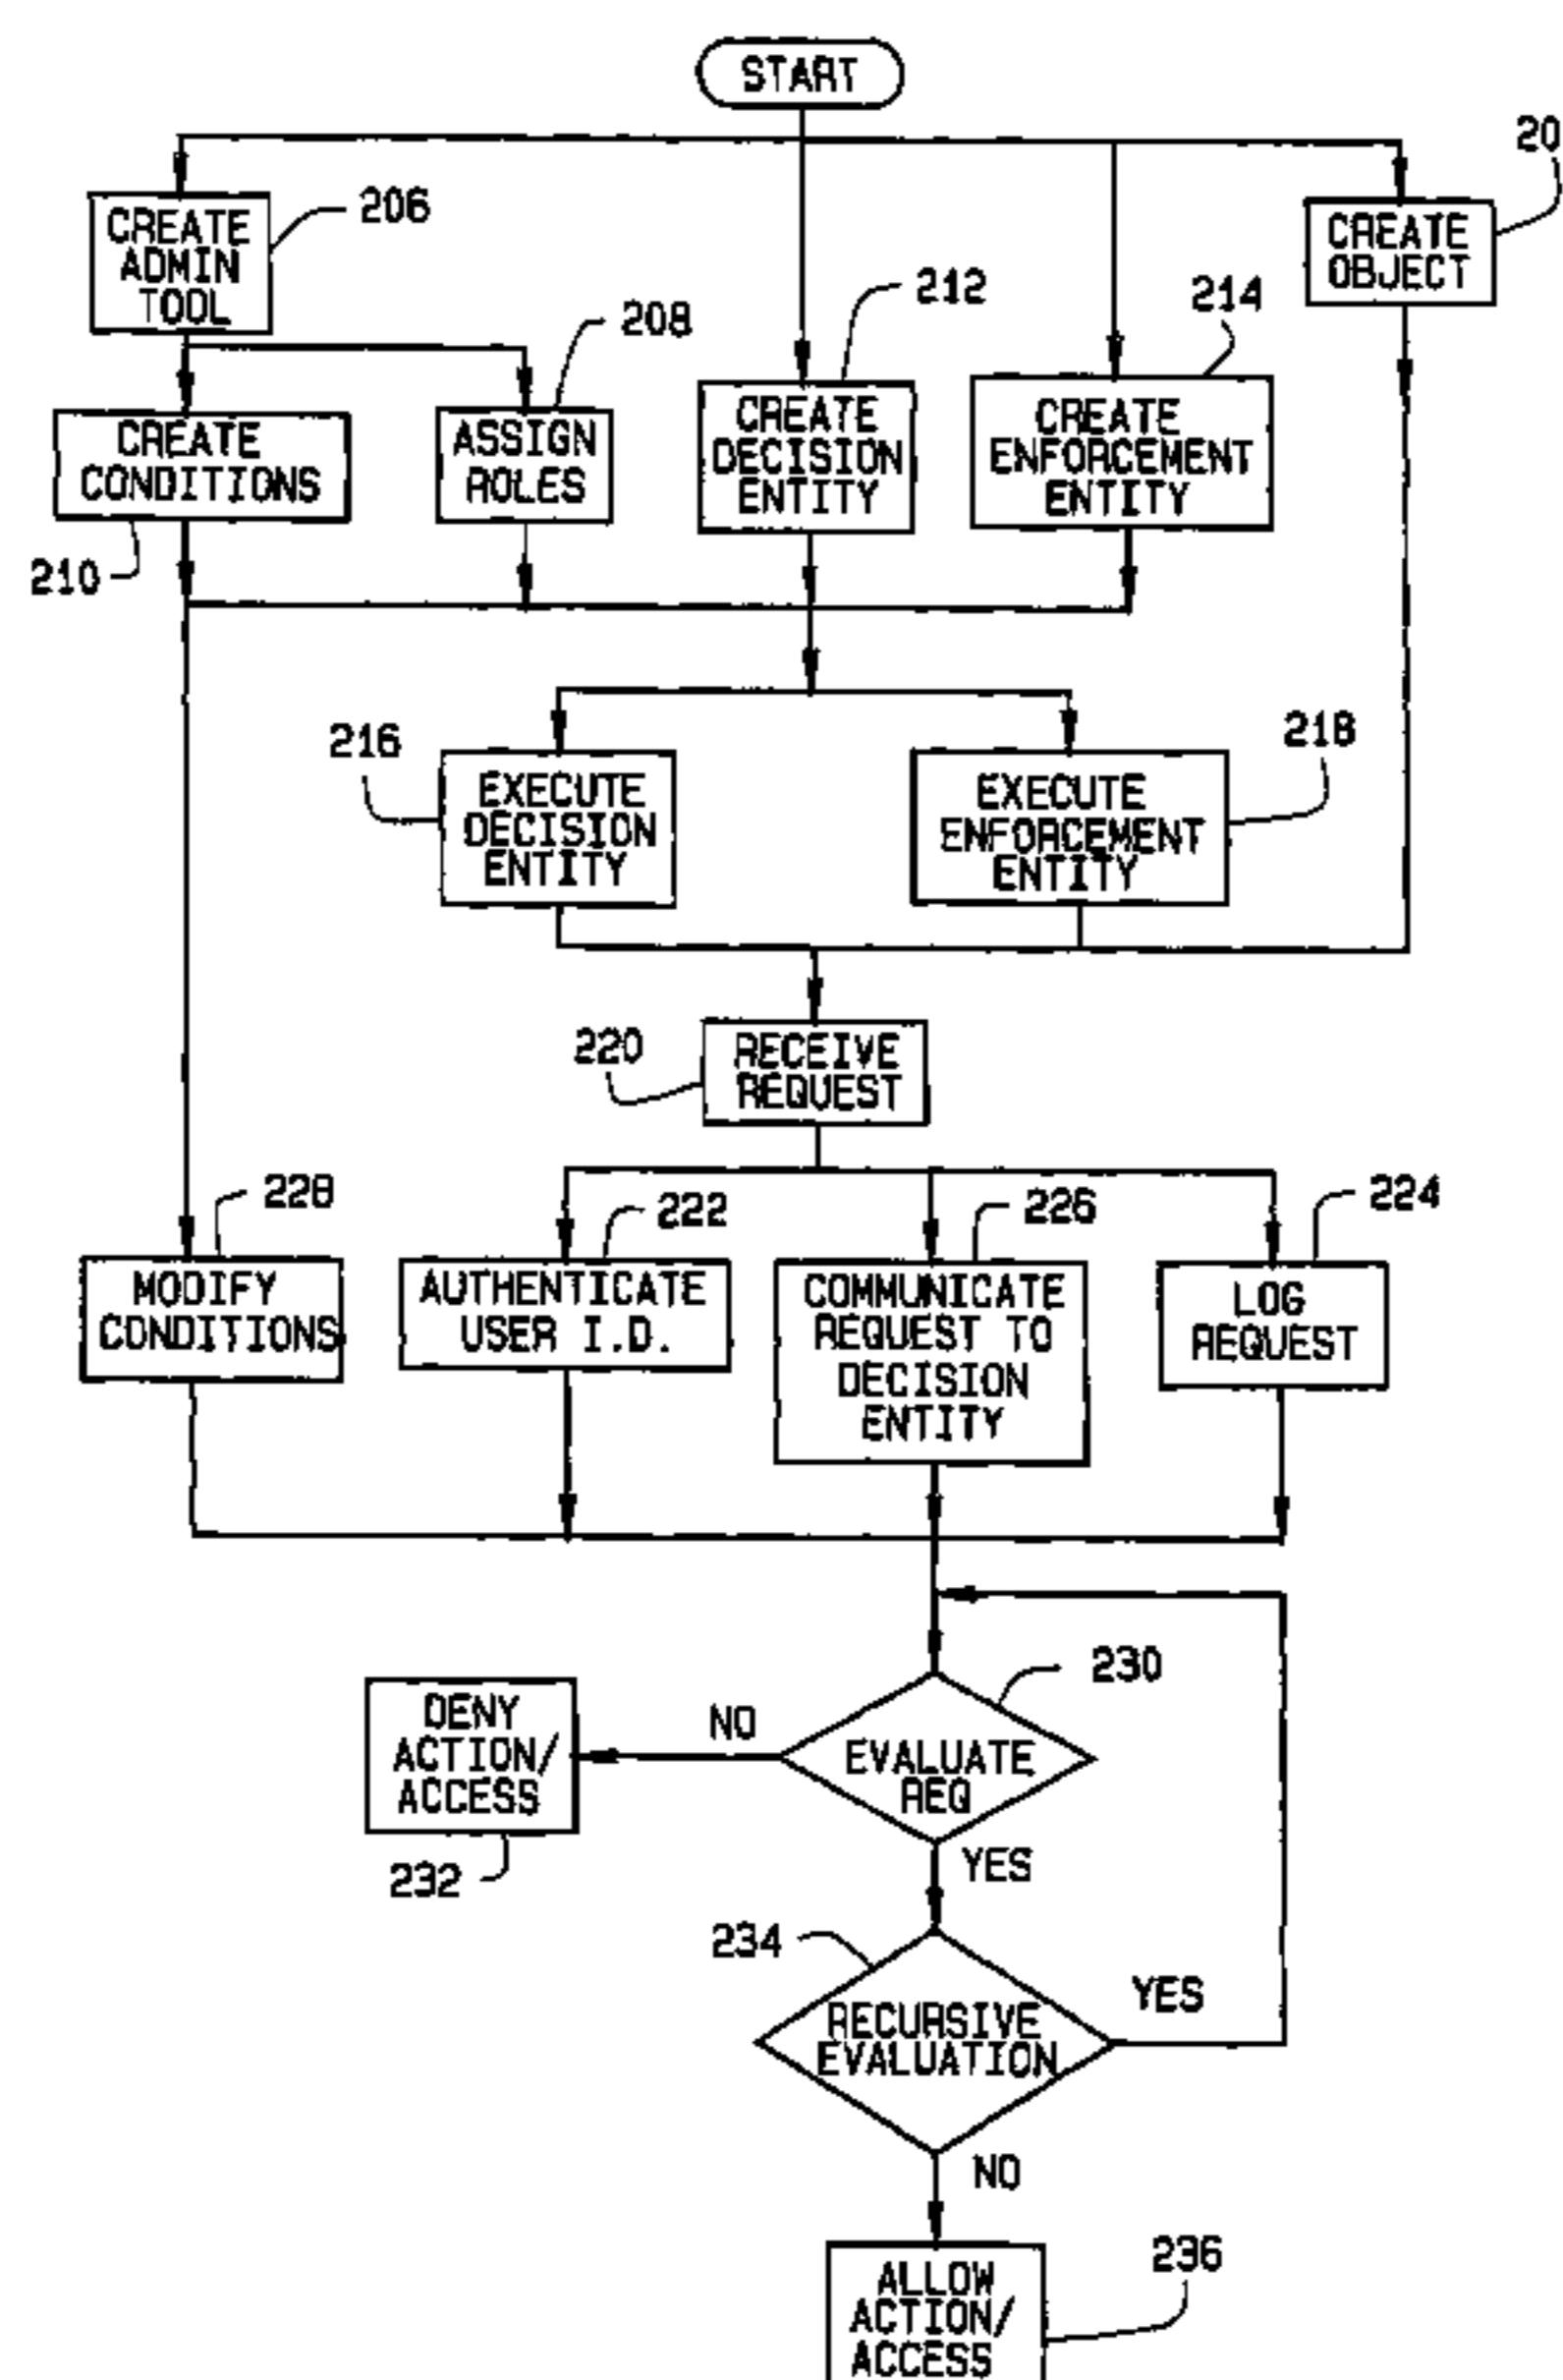 START
20
CREATE
ADMIN
TOOL
206
CREATE
OBJECT
212
214
208
CREATE
CONDITIONS
ASSIGN
ROLES
CREATE
DECISION
ENTITY
CREATE
ENFORCEMENT
ENTITY
210
216
218
EXECUTE
DECISION
ENTITY
EXECUTE
ENFORCEMENT
ENTITY
220
RECEIVE
REQUEST
228
222
226
224
MODIFY
CONDITIONS
AUTHENTICATE
USER I.D.
COMMUNICATE
REQUEST TO
DECISION
ENTITY
LOG
REQUEST
230
DENY
ACTION/
ACCESS
NO
EVALUATE
REQ
232
YES
234
RECURSIVE
EVALUATION
YES
NO
236
ALLOW
ACTION/
ACCESS